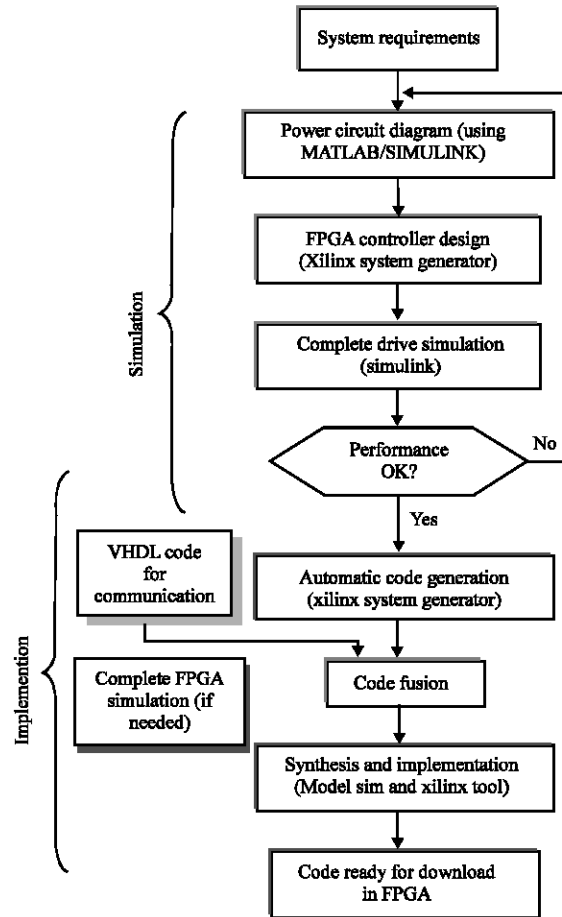 System requirements
Power circuit diagram (using
MATLAB/SIMULINK)
FPGA controller design
(Xilinx system generator)
Complete drive simulation
(simulink)
Simulation
Performance
OK?
No
Yes
VHDL code
for
communication
Automatic code generation
(xilinx system generator)
Complete FPGA
simulation (if
needed)
Code fusion
Implemention
Synthesis and implementation
(Model sim and xilinx tool)
Code ready for download
in FPGA